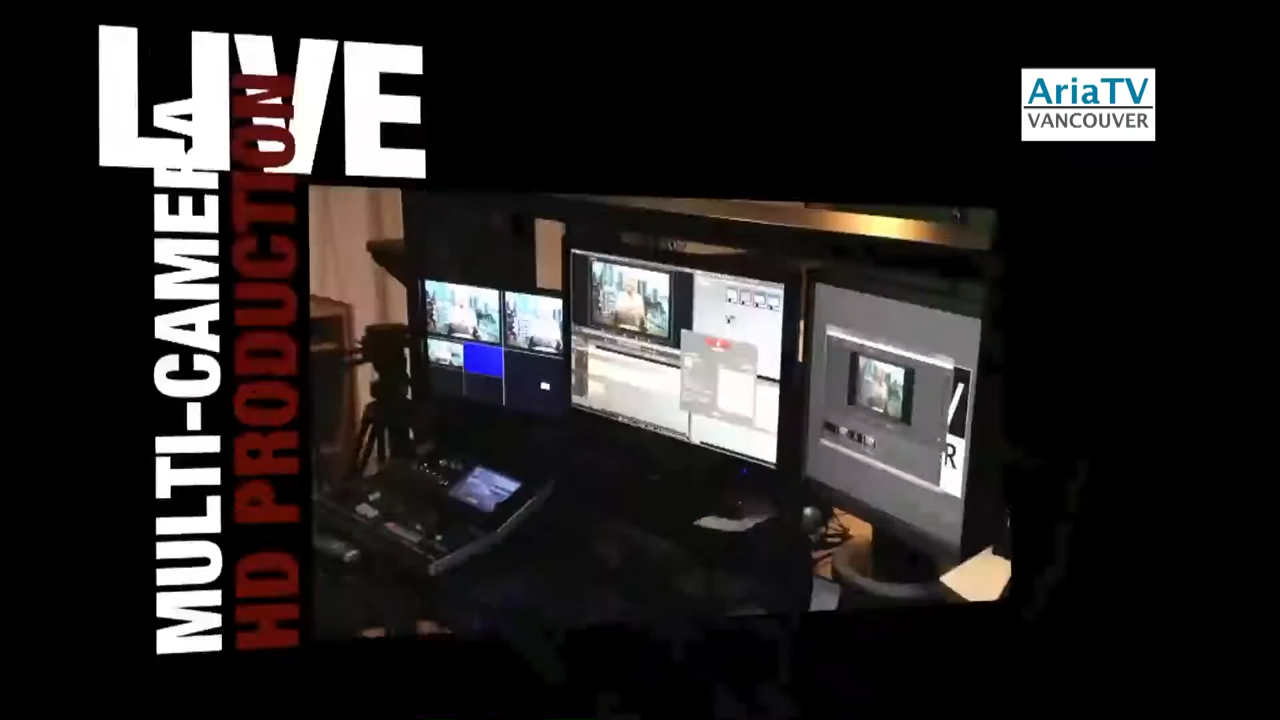 LIVE
MULTI-CAMERA
HD PRODUCTION
AriaTV
VANCOUVER